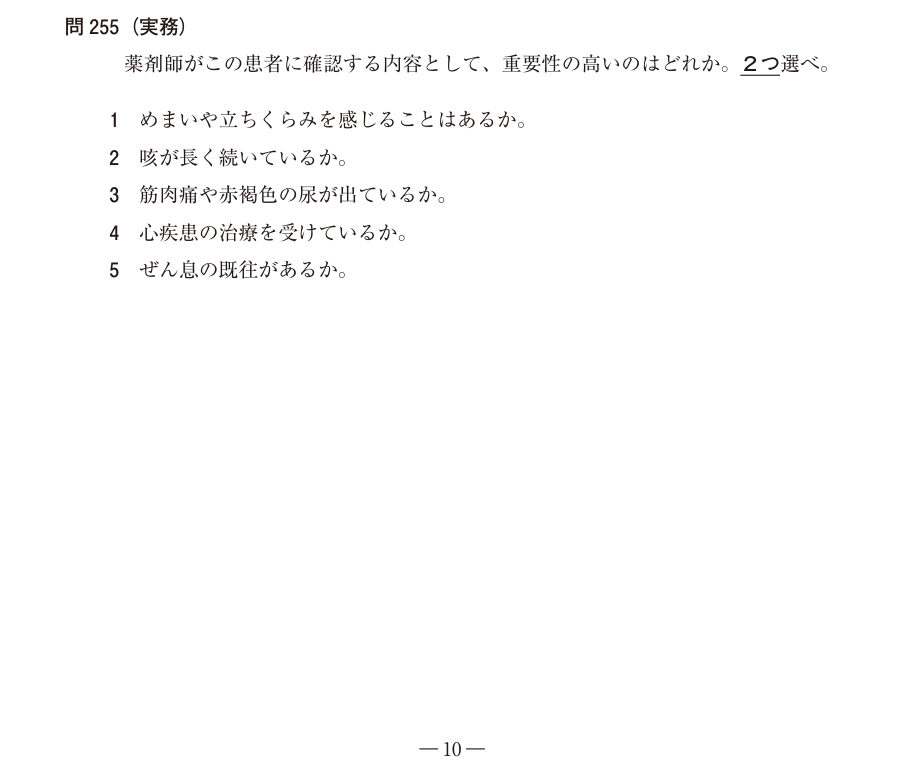 問 255（実務）
薬剤師がこの患者に確認する内容として、重要性の高いのはどれか。２つ選べ。
1 めまいや立ちくらみを感じることはあるか。
2 咳が長く続いているか。
3 筋肉痛や赤褐色の尿が出ているか。
4 心疾患の治療を受けているか。
5 ぜん息の既往があるか。
— 10 —